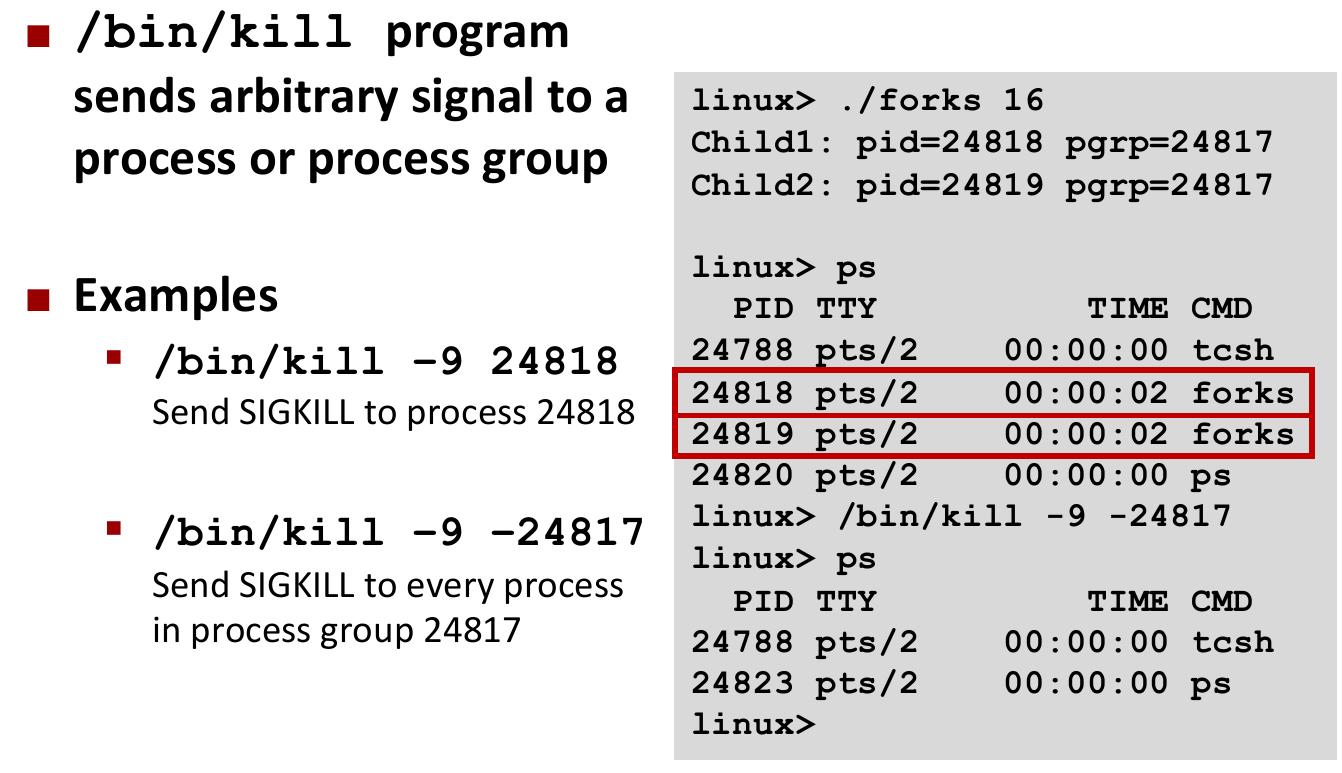 /bin/kill program
sends arbitrary signal to a
process or process group
Examples
/bin/kill –9 24818
Send SIGKILL to process 24818
/bin/kill –9 –24817
Send SIGKILL to every process
in process group 24817
linux> ./forks 16
Child1: pid=24818 pgrp=24817
Child2: pid=24819 pgrp=24817
linux> ps
  PID TTY          TIME CMD
24788 pts/2    00:00:00 tcsh
24818 pts/2    00:00:02 forks
24819 pts/2    00:00:02 forks
24820 pts/2    00:00:00 ps
linux> /bin/kill -9 -24817
linux> ps
  PID TTY          TIME CMD
24788 pts/2    00:00:00 tcsh
24823 pts/2    00:00:00 ps
linux>